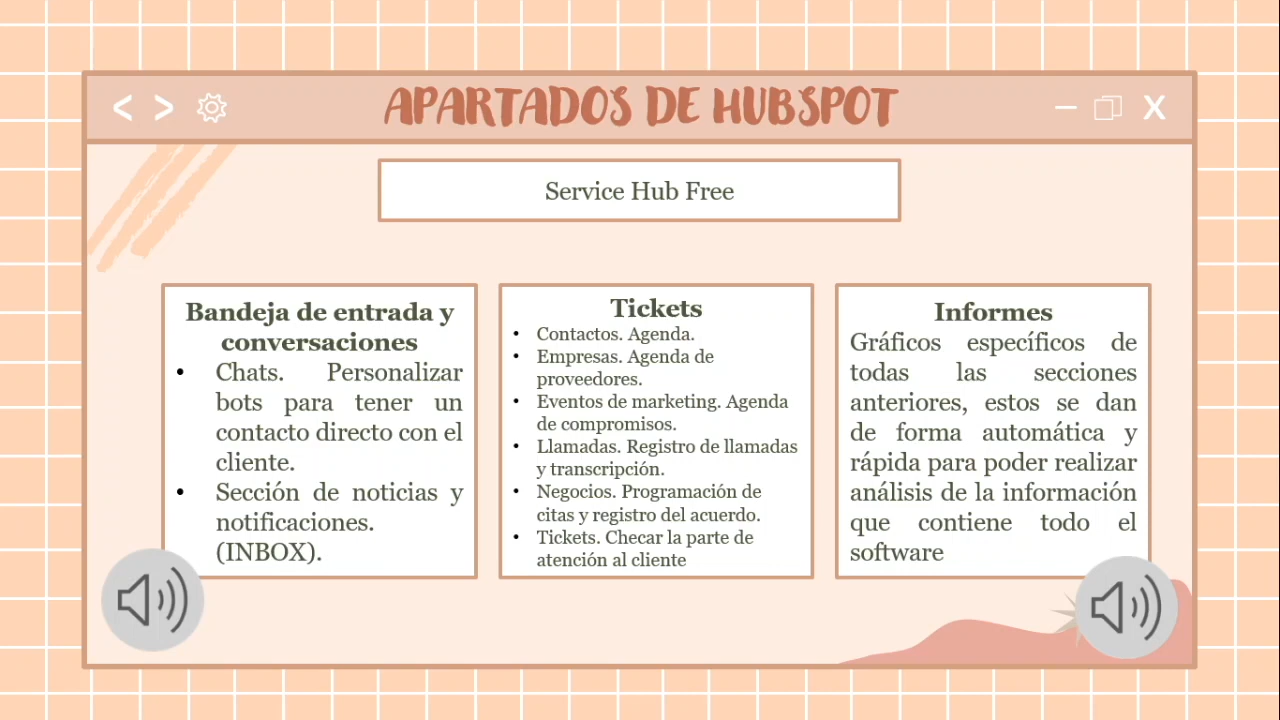 APARTADOS DE HUBSPOT
Service Hub Free
Bandeja de entrada y
conversaciones
• Chats. Personalizar
bots para tener un
contacto directo con el
cliente.
• Sección de noticias y
notificaciones.
(INBOX).
Tickets
• Contactos. Agenda.
• Empresas. Agenda de
proveedores.
• Eventos de marketing. Agenda
de compromisos.
• Llamadas. Registro de llamadas
y transcripción.
• Negocios. Programación de
citas y registro del acuerdo.
• Tickets. Checar la parte de
atención al cliente
Informes
Gráficos específicos de
todas las secciones
anteriores, estos se dan
de forma automática y
rápida para poder realizar
análisis de la información
que contiene todo el
software